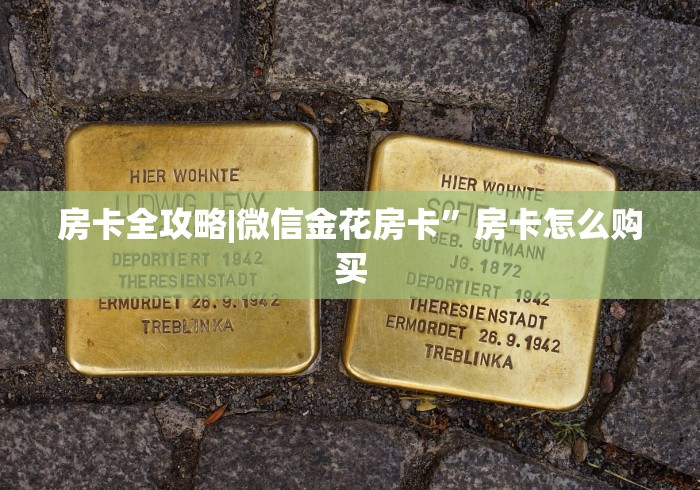 HIER WOHNTE
LUDWIG LEVY
DEPORTIERT 1942
THERESIENSTADT
ERMORDET 26.9.1942
TREBLINKA
HIER WOHNTE
GEB. GUTMANN
JG. 1872
DEPORTIERT 1942
THERESIENSTADT
ERMORDET 26.9.1942
TREBLINKA
房卡全攻略|微信金花房卡”房卡怎么购
买